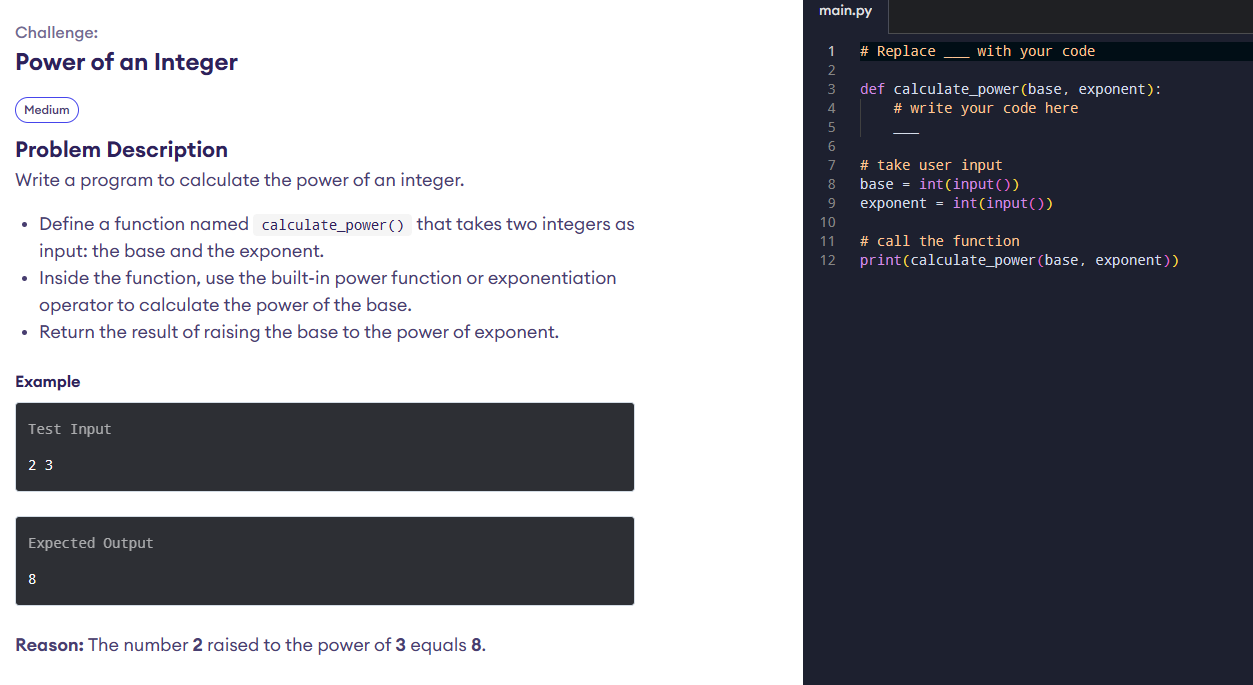 Challenge:
Power of an Integer
Medium
Problem Description
Write a program to calculate the power of an integer.
• Define a function named calculate_power() that takes two integers as
input: the base and the exponent.
• Inside the function, use the built-in power function or exponentiation
operator to calculate the power of the base.
• Return the result of raising the base to the power of exponent.
Example
Test Input
2 3
Expected Output
8
Reason: The number 2 raised to the power of 3 equals 8.
main.py
1 # Replace ___ with your code
2
3 def calculate_power(base, exponent):
4     # write your code here
5     ___
6
7 # take user input
8 base = int(input())
9 exponent = int(input())
10
11 # call the function
12 print(calculate_power(base, exponent))